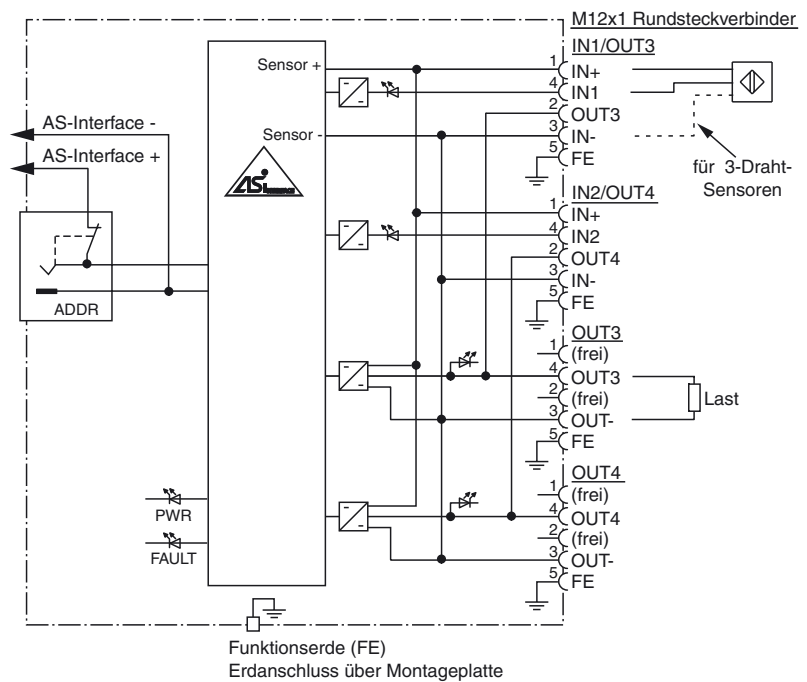 M12x1 Rundsteckverbinder
IN1/OUT3
Sensor +
1 IN+
4 IN1
2 OUT3
Sensor -
3 IN-
5 FE
für 3-Draht-
Sensoren
AS-Interface -
AS-Interface +
ASi INTERFACE
IN2/OUT4
1 IN+
4 IN2
2 OUT4
3 IN-
5 FE
ADDR
OUT3
1 (frei)
4 OUT3
2 (frei)
3 OUT-
5 FE
Last
OUT4
1 (frei)
4 OUT4
2 (frei)
3 OUT-
5 FE
PWR
FAULT
Funktionserde (FE)
Erdanschluss über Montageplatte